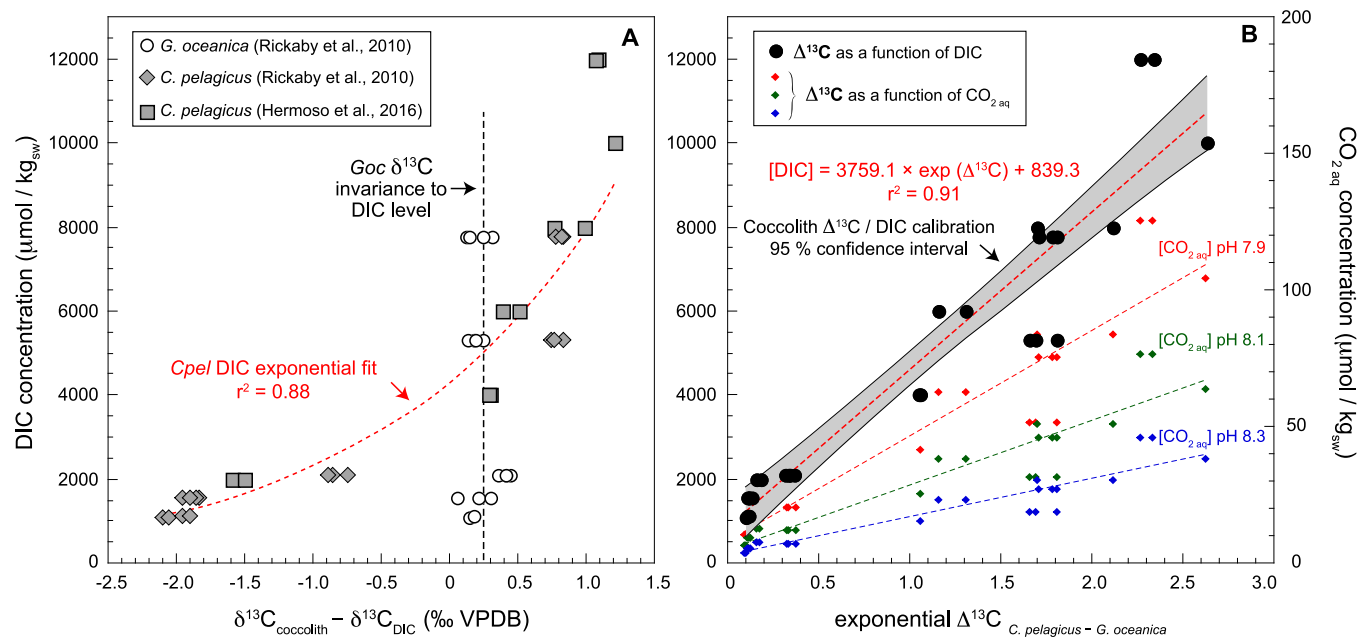 A
G. oceanica (Rickaby et al., 2010)
C. pelagicus (Rickaby et al., 2010)
C. pelagicus (Hermoso et al., 2016)
Goc δ¹³C
invariance to
DIC level
Cpel DIC exponential fit
r² = 0.88
DIC concentration (μmol / kg_sw)
12000
10000
8000
6000
4000
2000
0
-2.5 -2.0 -1.5 -1.0 -0.5 0 0.5 1.0 1.5
δ¹³C_coccolith − δ¹³C_DIC (‰ VPDB)
B
Δ¹³C as a function of DIC
Δ¹³C as a function of CO₂ aq
[DIC] = 3759.1 × exp (Δ¹³C) + 839.3
r² = 0.91
Coccolith Δ¹³C / DIC calibration
95 % confidence interval
[CO₂ aq] pH 7.9
[CO₂ aq] pH 8.1
[CO₂ aq] pH 8.3
12000
10000
8000
6000
4000
2000
0
0 0.5 1.0 1.5 2.0 2.5 3.0
exponential Δ¹³C C. pelagicus − G. oceanica
200
150
100
50
0
CO₂ aq concentration (μmol / kg_sw)